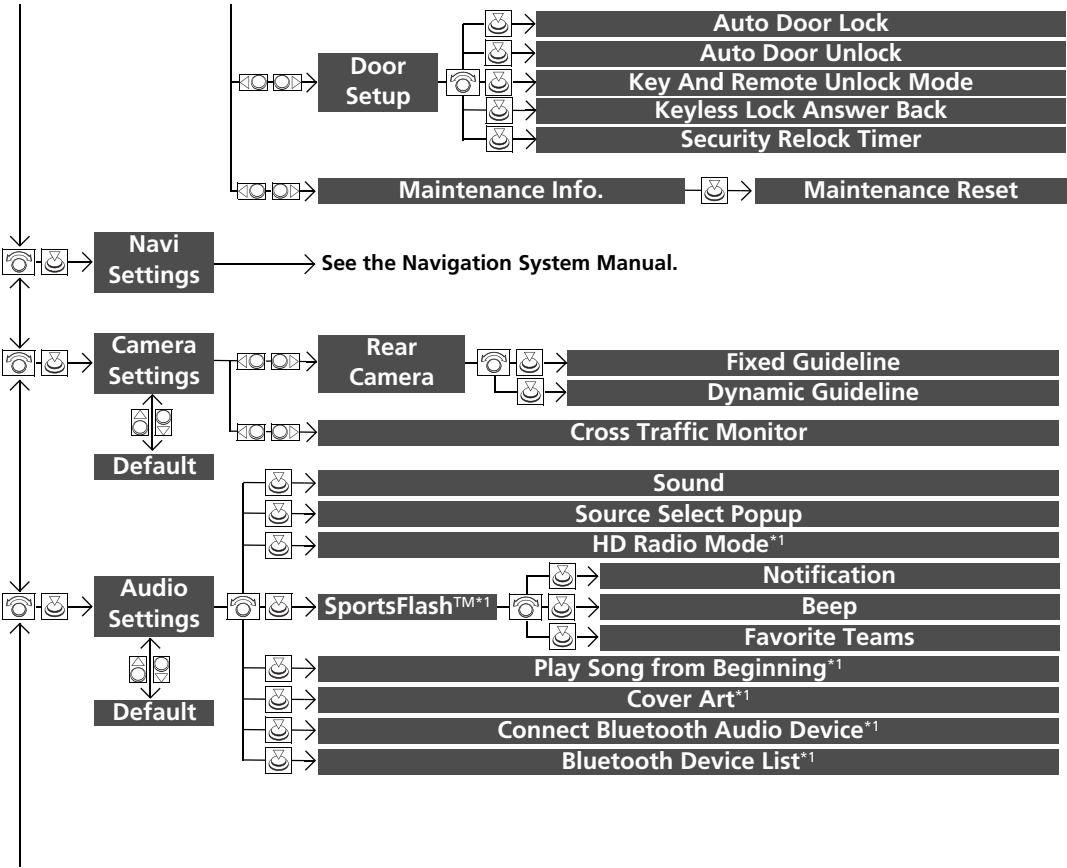 Auto Door Lock
Auto Door Unlock
Door
Setup
Key And Remote Unlock Mode
Keyless Lock Answer Back
Security Relock Timer
Maintenance Info.
Maintenance Reset
Navi
Settings
See the Navigation System Manual.
Camera
Settings
Rear
Camera
Fixed Guideline
Dynamic Guideline
Cross Traffic Monitor
Default
Sound
Source Select Popup
HD Radio Mode*1
Audio
Settings
SportsFlash™*1
Notification
Beep
Favorite Teams
Play Song from Beginning*1
Cover Art*1
Default
Connect Bluetooth Audio Device*1
Bluetooth Device List*1